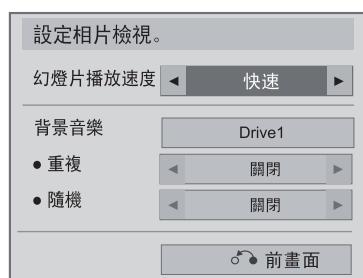 設定相片檢視。
幻燈片播放速度 ◄ 快速 ►
背景音樂 Drive1
● 重複 ◄ 關閉 ►
● 隨機 ◄ 關閉 ►
前畫面